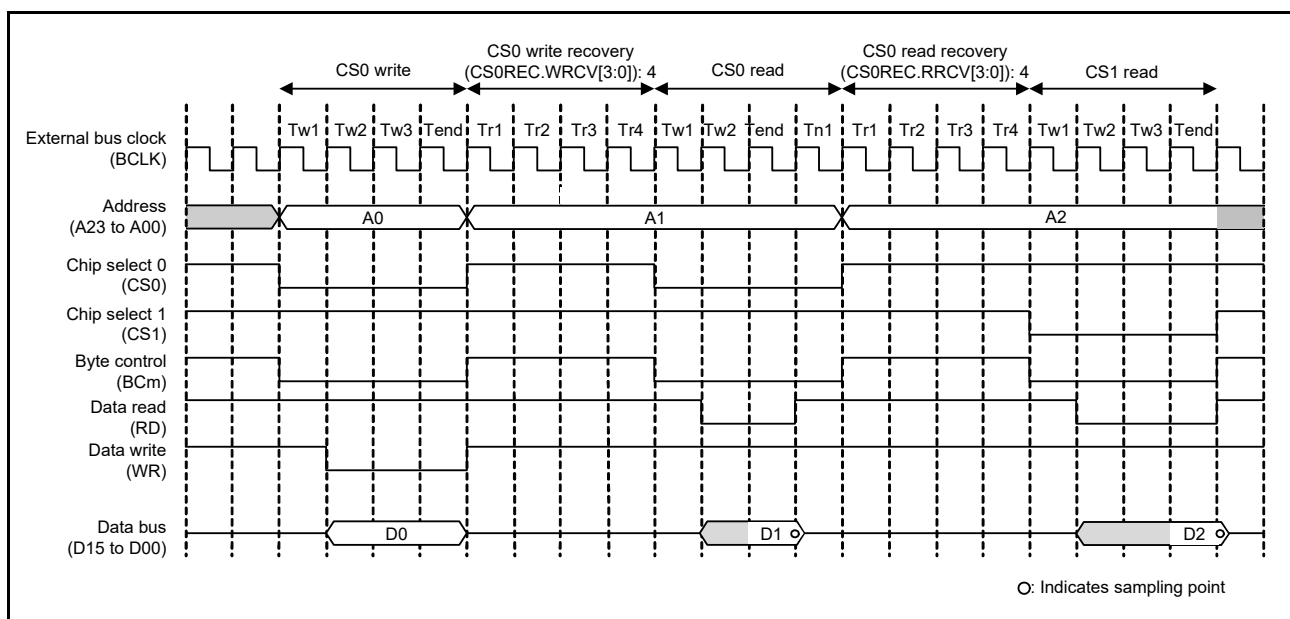 CS0 write
CS0 write recovery
(CS0REC.WRCV[3:0]): 4
CS0 read
CS0 read recovery
(CS0REC.RRCV[3:0]): 4
CS1 read
Tw1 Tw2 Tw3 Tend Tr1 Tr2 Tr3 Tr4 Tw1 Tw2 Tend Tn1 Tr1 Tr2 Tr3 Tr4 Tw1 Tw2 Tw3 Tend
External bus clock
(BCLK)
Address
(A23 to A00)
A0 A1 A2
Chip select 0
(CS0)
Chip select 1
(CS1)
Byte control
(BCm)
Data read
(RD)
Data write
(WR)
Data bus
(D15 to D00)
D0 D1 D2
O: Indicates sampling point